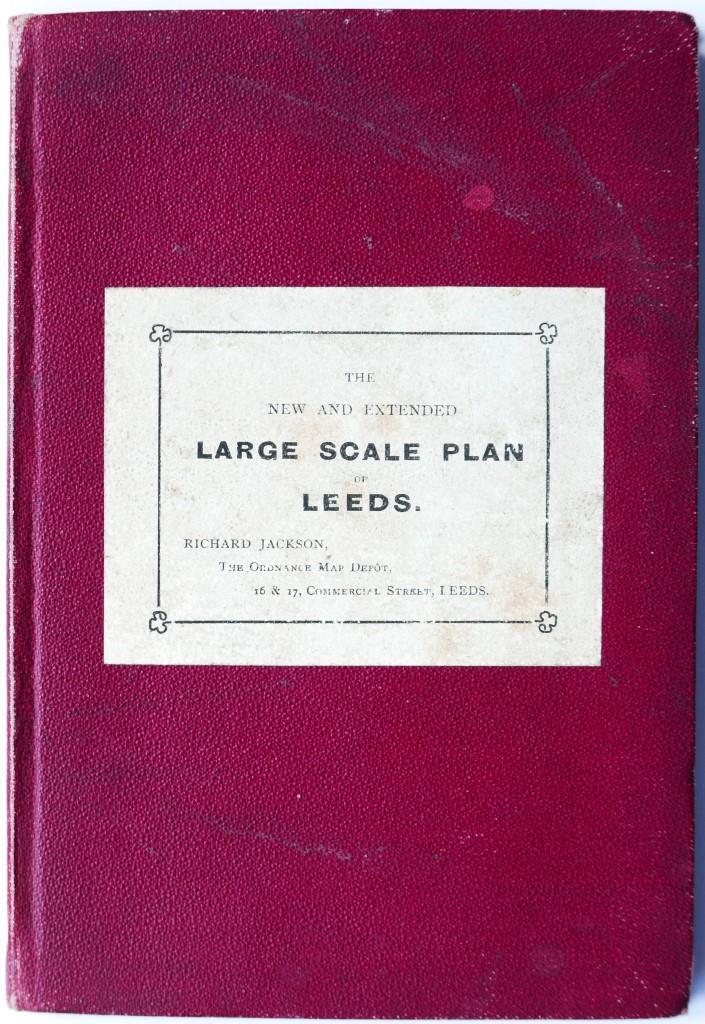 THE
NEW AND EXTENDED
LARGE SCALE PLAN
OF
LEEDS.
RICHARD JACKSON,
THE ORDNANCE MAP DEPÔT,
16 & 17, COMMERCIAL STREET, LEEDS.